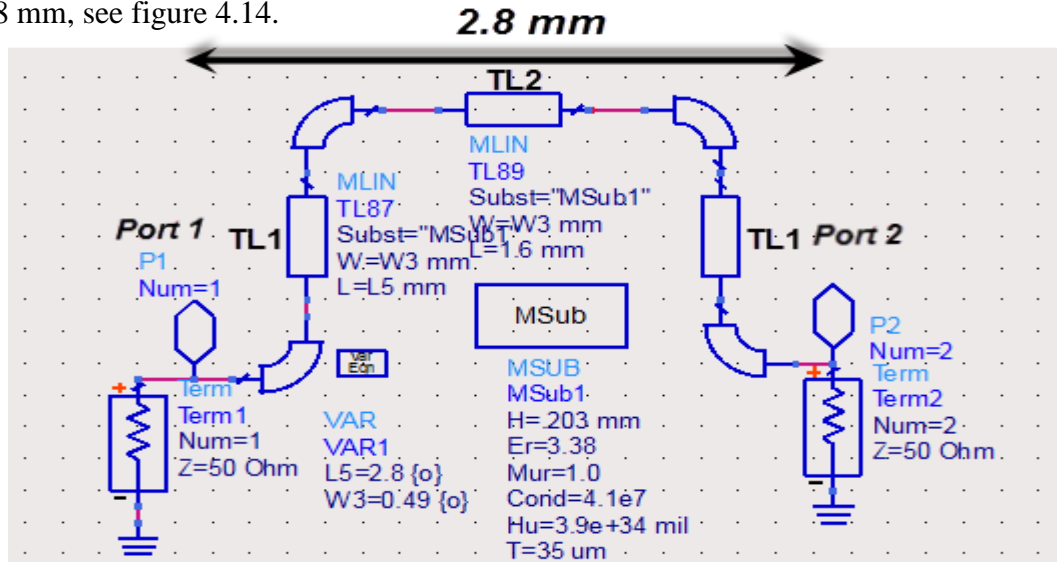 8 mm, see figure 4.14.
2.8 mm
TL2
MLIN
TL89
Subst="MSub1"
W=W3 mm
L=1.6 mm
MLIN
TL87
Subst="MSub1"
W=W3 mm
L=L5 mm
Port 1
TL1
P1
Num=1
TL1
Port 2
P2
Num=2
MSub
Var
Eqn
+
Term
Term1
Num=1
Z=50 Ohm
-
VAR
VAR1
L5=2.8 {o}
W3=0.49 {o}
MSUB
MSub1
H=.203 mm
Er=3.38
Mur=1.0
Cond=4.1e7
Hu=3.9e+34 mil
T=35 um
+
Term
Term2
Num=2
Z=50 Ohm
-